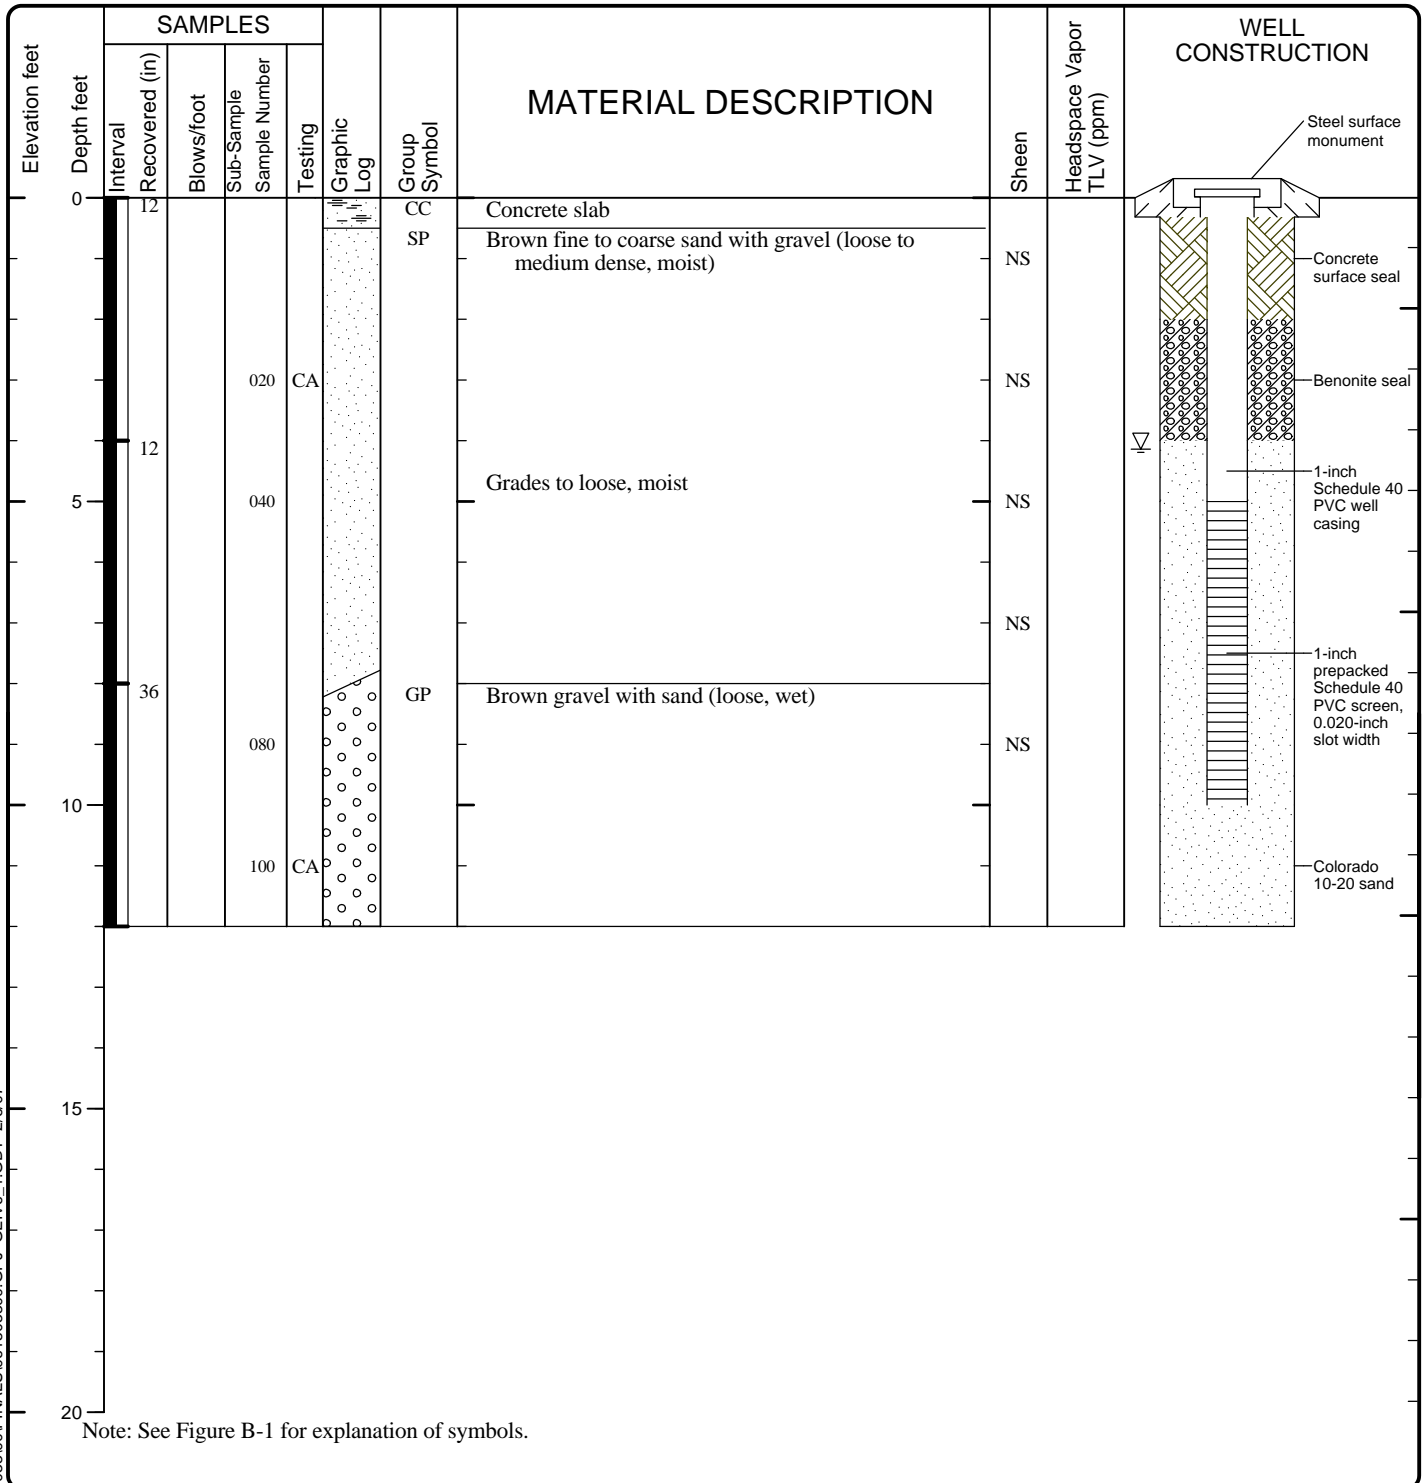 SAMPLES
Elevation feet
Depth feet
Interval
Recovered (in)
Blows/foot
Sub-Sample
Sample Number
Testing
Graphic
Log
Group
Symbol
MATERIAL DESCRIPTION
Sheen
Headspace Vapor
TLV (ppm)
WELL
CONSTRUCTION
Steel surface
monument
0
12
CC
Concrete slab
SP
Brown fine to coarse sand with gravel (loose to
medium dense, moist)
NS
Concrete
surface seal
020
CA
NS
Benonite seal
12
Grades to loose, moist
1-inch
Schedule 40
PVC well
casing
5
040
NS
NS
1-inch
prepacked
Schedule 40
PVC screen,
0.020-inch
slot width
36
GP
Brown gravel with sand (loose, wet)
080
NS
10
100
CA
Colorado
10-20 sand
15
20
Note: See Figure B-1 for explanation of symbols.